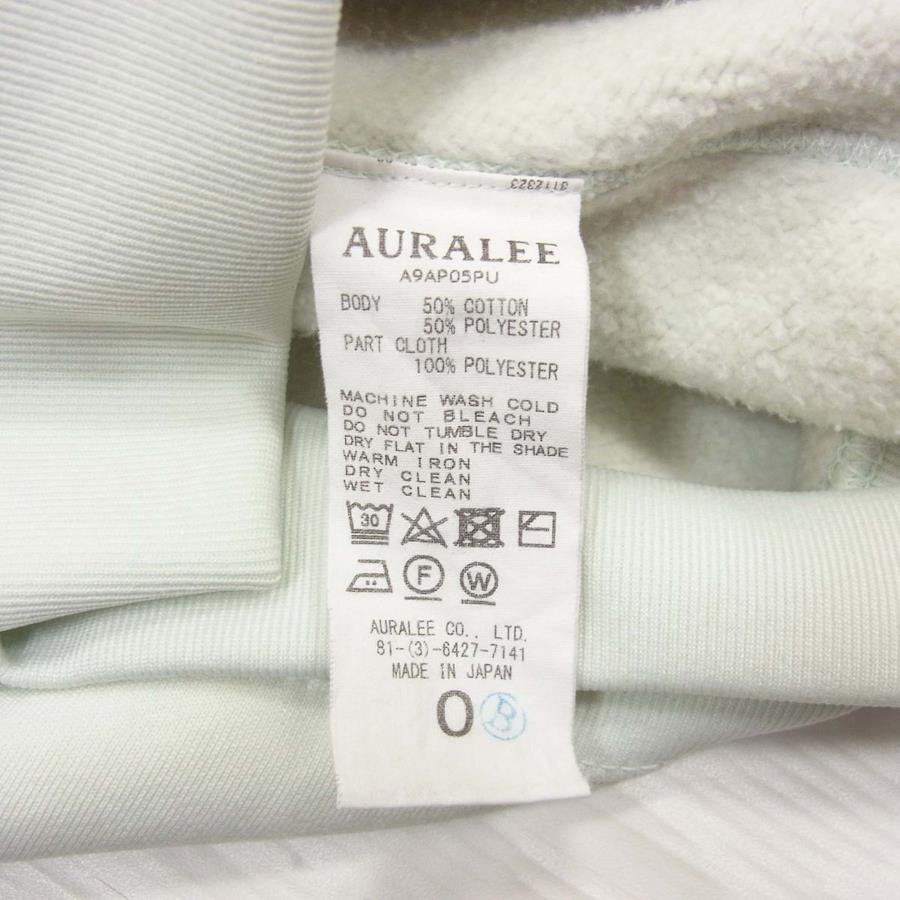 3112323
AURALEE
A9AP05PU
BODY 50% COTTON
50% POLYESTER
PART CLOTH
100% POLYESTER
MACHINE WASH COLD
DO NOT BLEACH
DO NOT TUMBLE DRY
DRY FLAT IN THE SHADE
WARM IRON
DRY CLEAN
WET CLEAN
30
F W
AURALEE CO., LTD.
81-(3)-6427-7141
MADE IN JAPAN
0 B